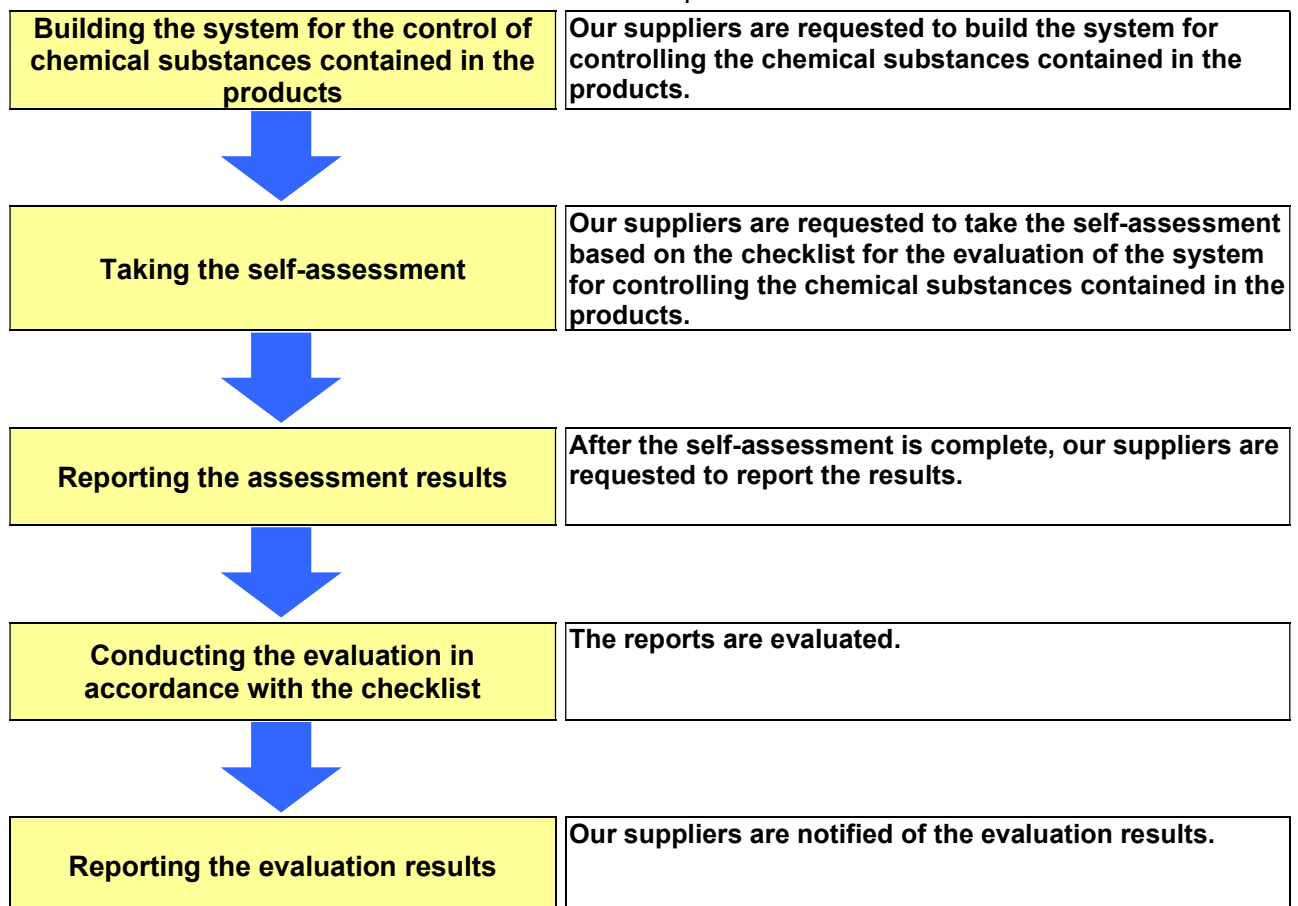 Building the system for the control of
chemical substances contained in the
products
Our suppliers are requested to build the system for
controlling the chemical substances contained in the
products.
Taking the self-assessment
Our suppliers are requested to take the self-assessment
based on the checklist for the evaluation of the system
for controlling the chemical substances contained in the
products.
Reporting the assessment results
After the self-assessment is complete, our suppliers are
requested to report the results.
Conducting the evaluation in
accordance with the checklist
The reports are evaluated.
Reporting the evaluation results
Our suppliers are notified of the evaluation results.